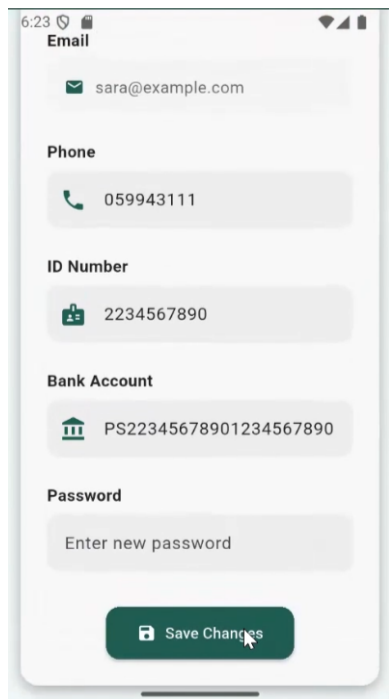 6:23
Email
sara@example.com
Phone
059943111
ID Number
2234567890
Bank Account
PS22345678901234567890
Password
Enter new password
Save Changes